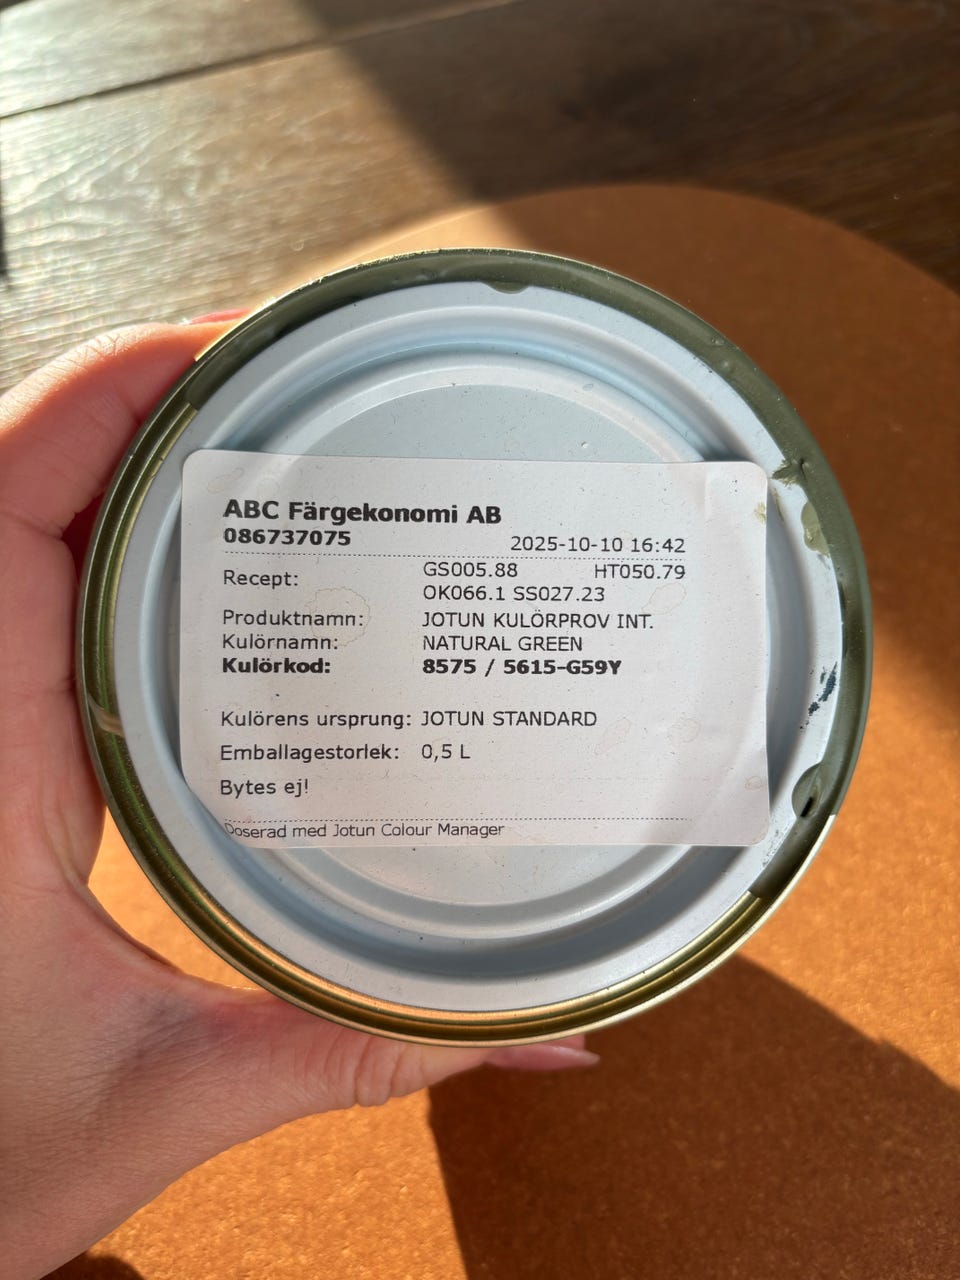 ABC Färgekonomi AB
086737075 2025-10-10 16:42
Recept: GS005.88 HT050.79
OK066.1 SS027.23
Produktnamn: JOTUN KULÖRPROV INT.
Kulörnamn: NATURAL GREEN
Kulörkod: 8575 / 5615-G59Y
Kulörens ursprung: JOTUN STANDARD
Emballagestorlek: 0,5 L
Bytes ej!
Doserad med Jotun Colour Manager